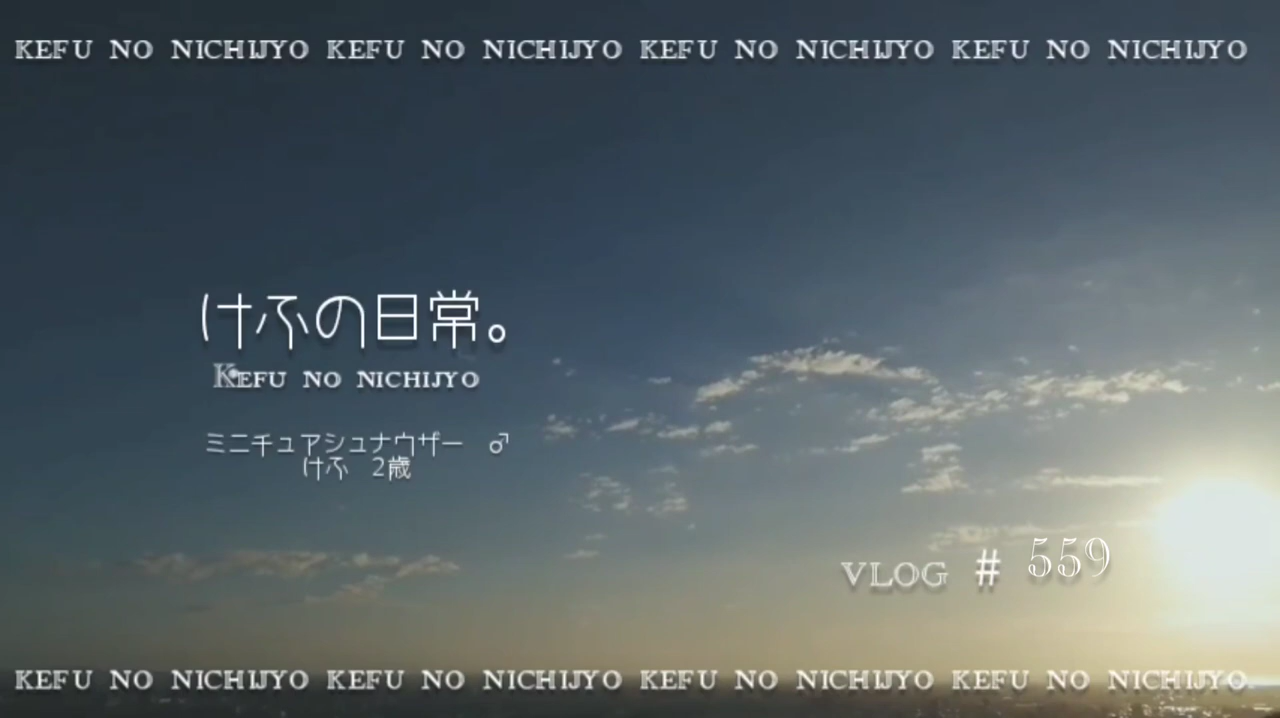 KEFU NO NICHIJYO KEFU NO NICHIJYO KEFU NO NICHIJYO KEFU NO NICHIJYO
けふの日常。
KEFU NO NICHIJYO
ミニチュアシュナウザー ♂
けふ 2歳
VLOG # 559
KEFU NO NICHIJYO KEFU NO NICHIJYO KEFU NO NICHIJYO KEFU NO NICHIJYO